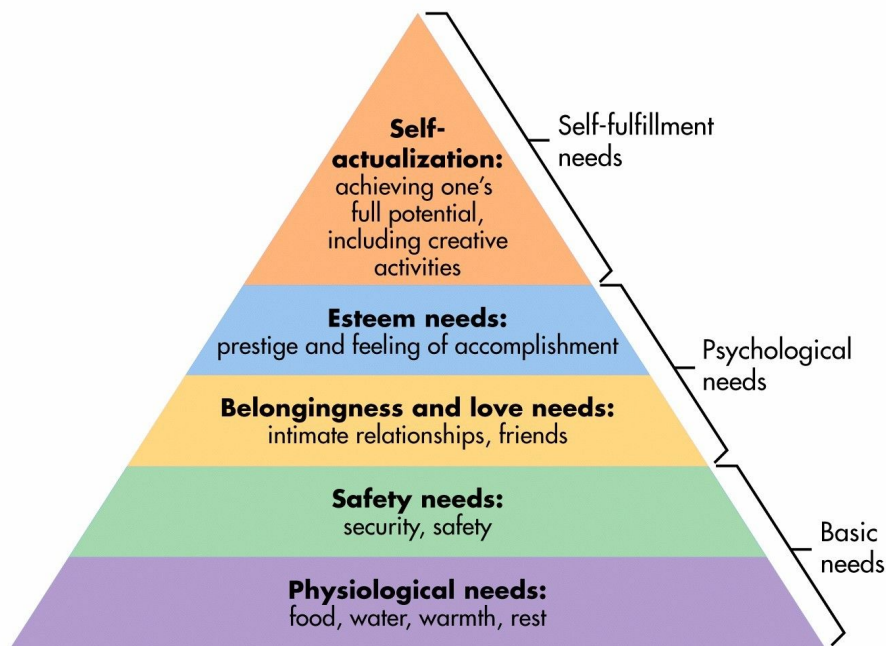 Self-
actualization:
achieving one's
full potential,
including creative
activities
Self-fulfillment
needs
Esteem needs:
prestige and feeling of accomplishment
Belongingness and love needs:
intimate relationships, friends
Psychological
needs
Safety needs:
security, safety
Physiological needs:
food, water, warmth, rest
Basic
needs